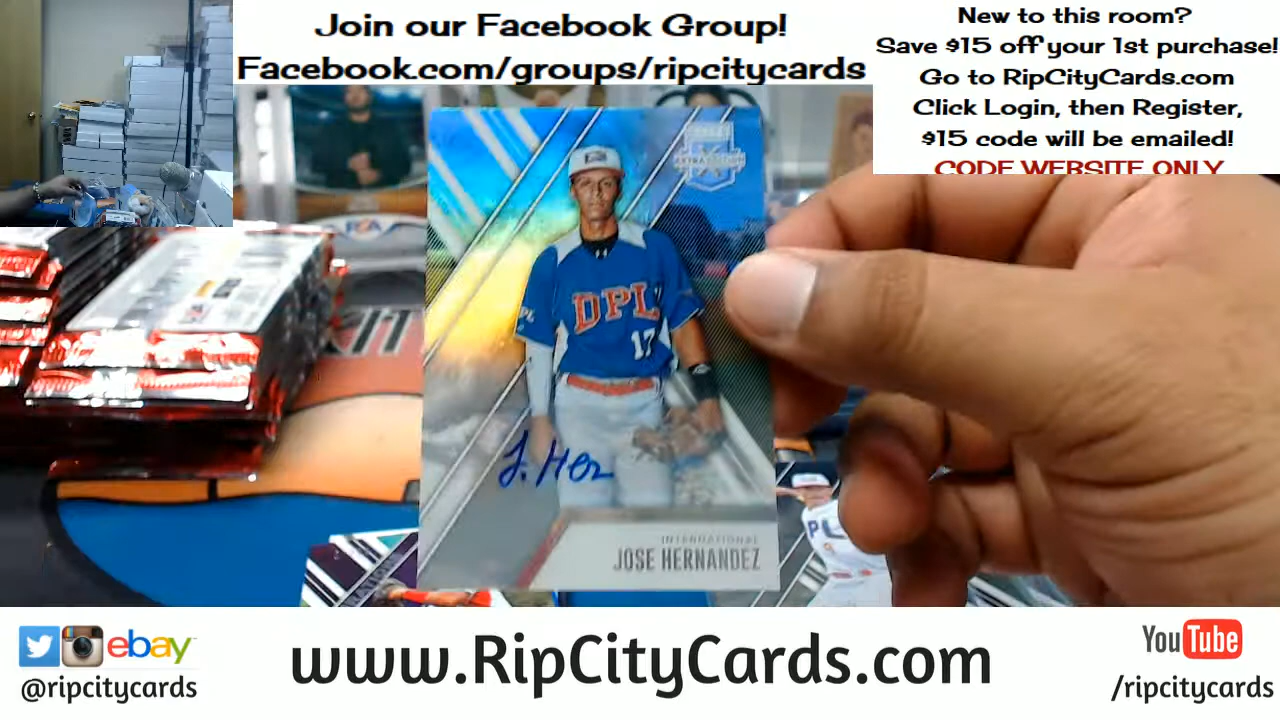 Join our Facebook Group!
Facebook.com/groups/ripcitycards
New to this room?
Save $15 off your 1st purchase!
Go to RipCityCards.com
Click Login, then Register,
$15 code will be emailed!
CODE WEBSITE ONLY
DPL
17
J. Her
INTERNATIONAL
JOSE HERNANDEZ
ebay
@ripcitycards
www.RipCityCards.com
YouTube
/ripcitycards